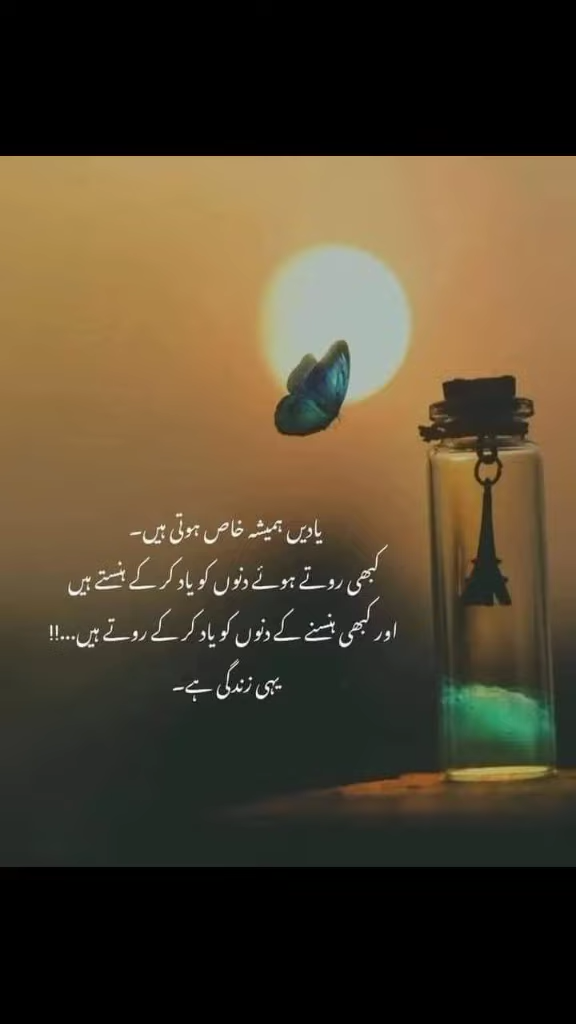 یادیں ہمیشہ خاص ہوتی ہیں۔
کبھی روتے ہوئے دنوں کو یاد کر کے ہنستے ہیں
اور کبھی ہنسنے کے دنوں کو یاد کر کے روتے ہیں...!!
یہی زندگی ہے۔